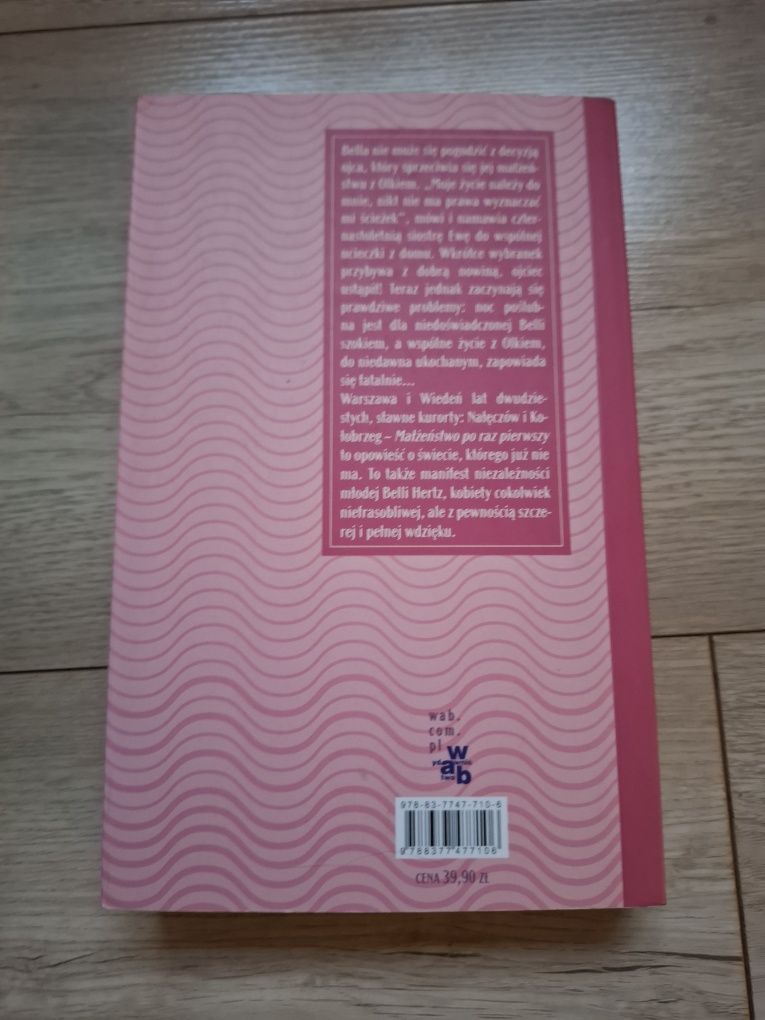 Bella nie może się pogodzić z decyzją
ojca, który sprzeciwia się jej małżeń-
stwu z Olkiem. „Moje życie należy do
mnie, nikt nie ma prawa wyznaczać
mi ścieżek”, mówi i namawia czter-
nastoletnią siostrę Ewę do wspólnej
ucieczki z domu. Wkrótce wybranek
przybywa z dobrą nowiną, ojciec
ustąpił! Teraz jednak zaczynają się
prawdziwe problemy: noc poślub-
na jest dla niedoświadczonej Belli
szokiem, a wspólne życie z Olkiem,
do niedawna ukochanym, zapowiada
się fatalnie...
Warszawa i Wiedeń lat dwudzie-
stych, sławne kurorty: Nałęczów i Ko-
łobrzeg – Małżeństwo po raz pierwszy
to opowieść o świecie, którego już nie
ma. To także manifest niezależności
młodej Belli Hertz, kobiety cokolwiek
niefrasobliwej, ale z pewnością szcze-
rej i pełnej wdzięku.
wab.
com.
pl
w
a
b
978-83-7747-710-6
9788377477106
CENA 39,90 ZŁ